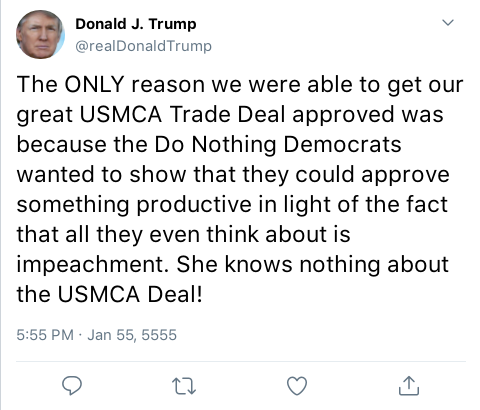 Donald J. Trump
@realDonaldTrump
The ONLY reason we were able to get our
great USMCA Trade Deal approved was
because the Do Nothing Democrats
wanted to show that they could approve
something productive in light of the fact
that all they even think about is
impeachment. She knows nothing about
the USMCA Deal!
5:55 PM · Jan 55, 5555